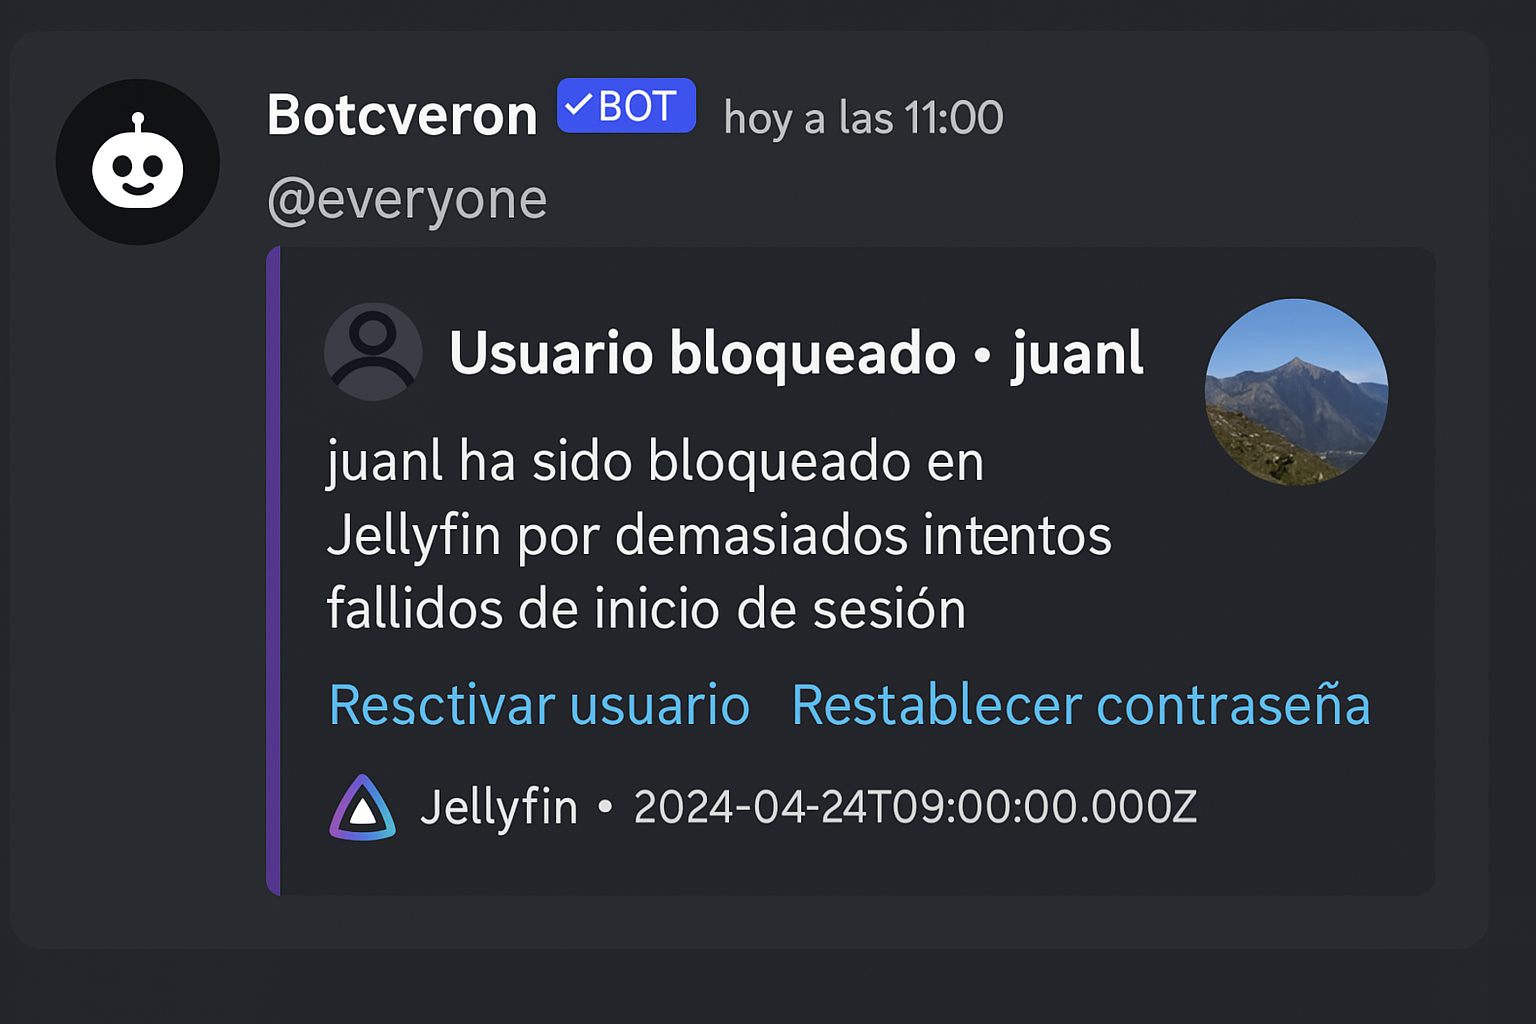 Botcveron ✓BOT hoy a las 11:00
@everyone
Usuario bloqueado • juanl
juanl ha sido bloqueado en
Jellyfin por demasiados intentos
fallidos de inicio de sesión
Resctivar usuario Restablecer contraseña
Jellyfin • 2024-04-24T09:00:00.000Z